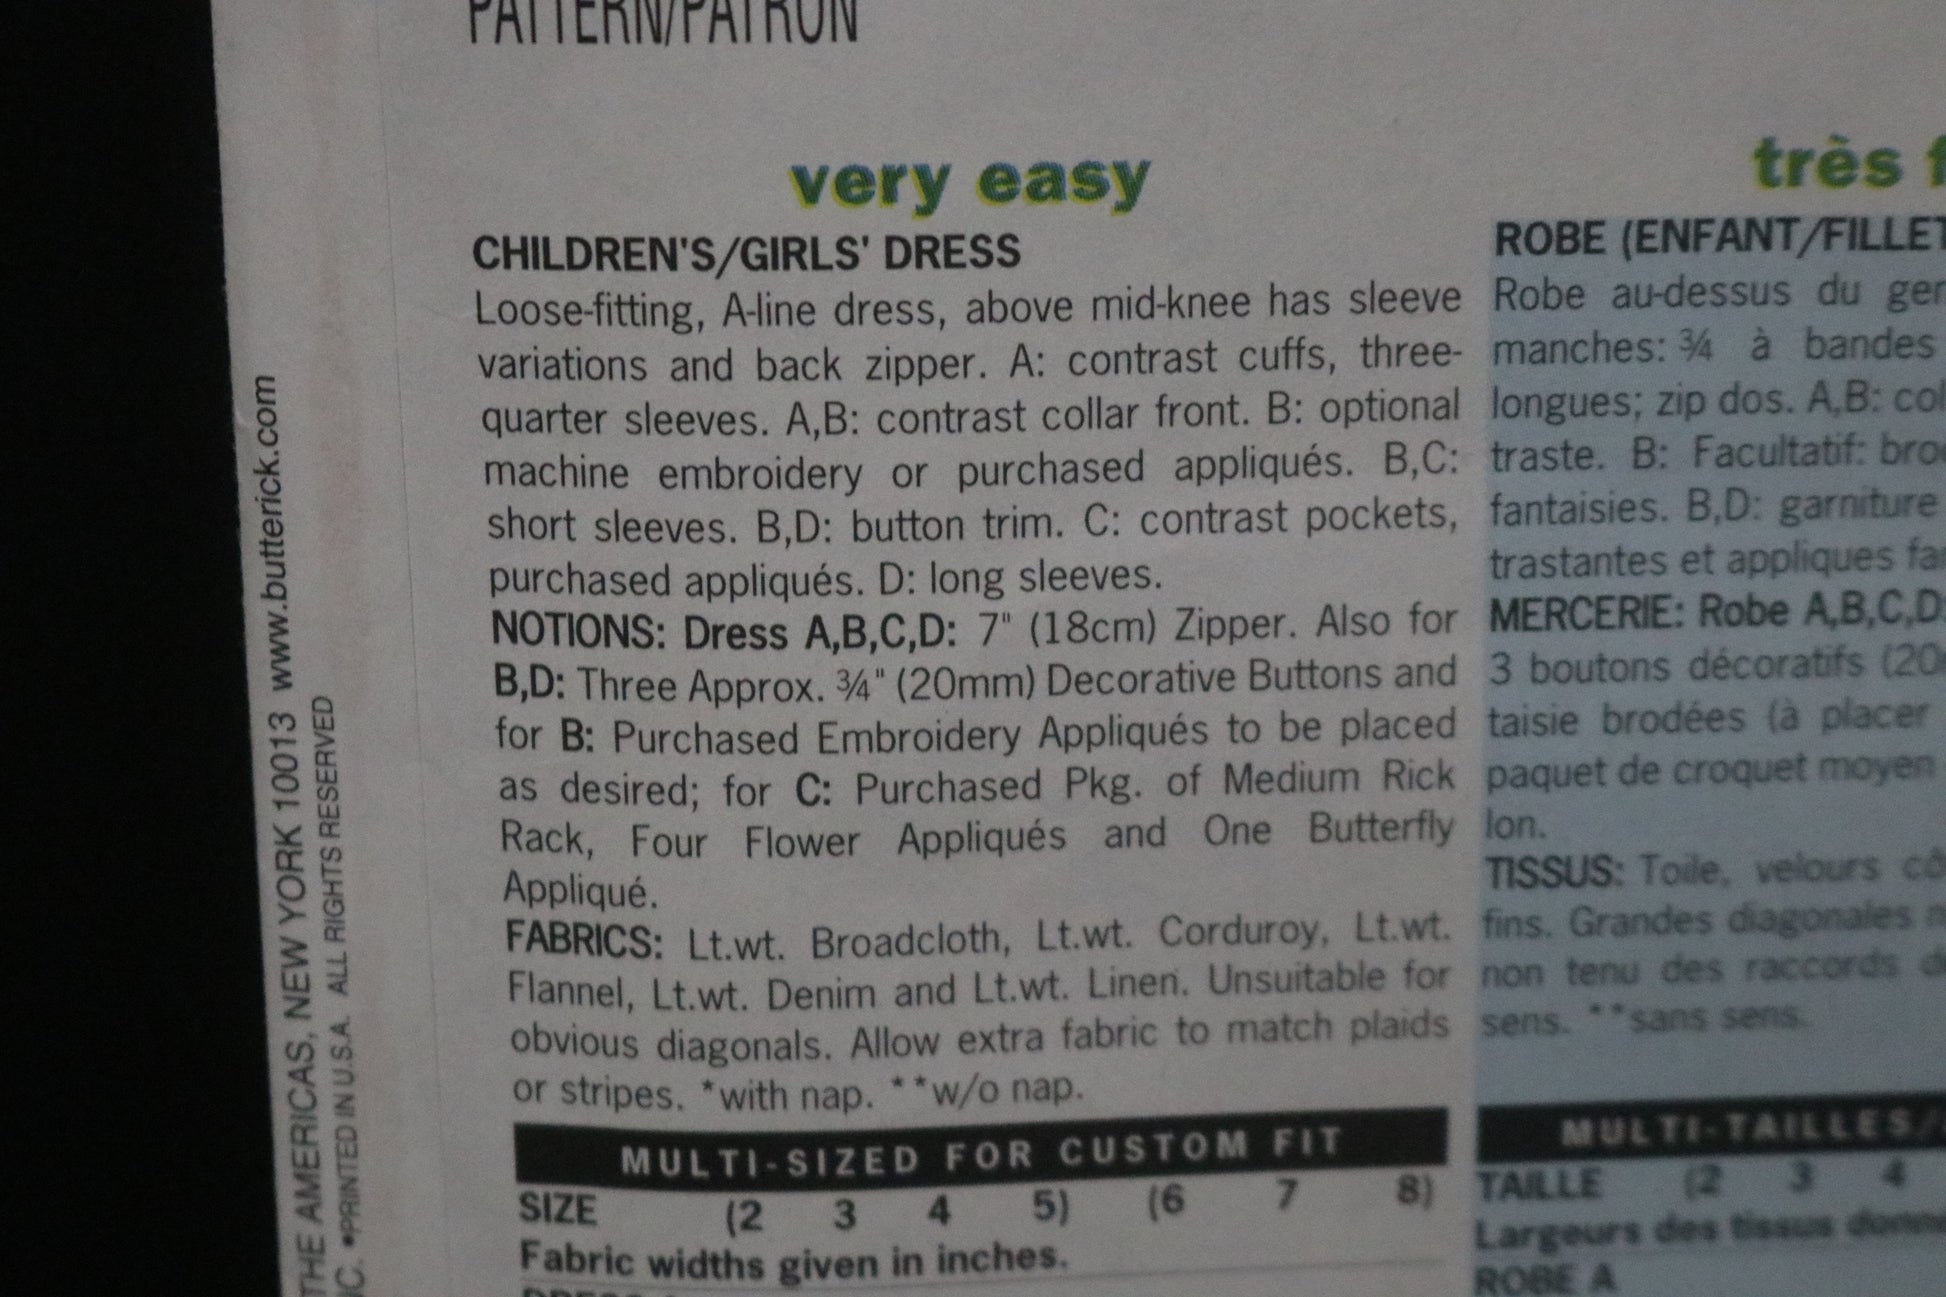 PATTERN/PATRON
very easy
CHILDREN'S/GIRLS' DRESS
Loose-fitting, A-line dress, above mid-knee has sleeve
variations and back zipper. A: contrast cuffs, three-
quarter sleeves. A,B: contrast collar front. B: optional
machine embroidery or purchased appliqués. B,C:
short sleeves. B,D: button trim. C: contrast pockets,
purchased appliqués. D: long sleeves.
NOTIONS: Dress A,B,C,D: 7" (18cm) Zipper. Also for
B,D: Three Approx. ¾" (20mm) Decorative Buttons and
for B: Purchased Embroidery Appliqués to be placed
as desired; for C: Purchased Pkg. of Medium Rick
Rack, Four Flower Appliqués and One Butterfly
Appliqué.
FABRICS: Lt.wt. Broadcloth, Lt.wt. Corduroy, Lt.wt.
Flannel, Lt.wt. Denim and Lt.wt. Linen. Unsuitable for
obvious diagonals. Allow extra fabric to match plaids
or stripes. *with nap. **w/o nap.
MULTI-SIZED FOR CUSTOM FIT
SIZE (2 3 4 5) (6 7 8)
Fabric widths given in inches.
très
ROBE (ENFANT/FILLET
Robe au-dessus du gen
manches: ¾ à bandes
longues; zip dos. A,B: col
traste. B: Facultatif: bro
fantaisies. B,D: garniture
trastantes et appliques fa
MERCERIE: Robe A,B,C,D:
3 boutons décoratifs (20
taisie brodées (à placer
paquet de croquet moyen
lon.
TISSUS: Toile, velours cô
fins. Grandes diagonales
non tenu des raccords
sens. **sans sens.
MULTI-TAILLES/
TAILLE (2 3 4
Largeurs des tissus donn
ROBE A
THE AMERICAS, NEW YORK 10013 www.butterick.com
NC. •PRINTED IN U.S.A. ALL RIGHTS RESERVED